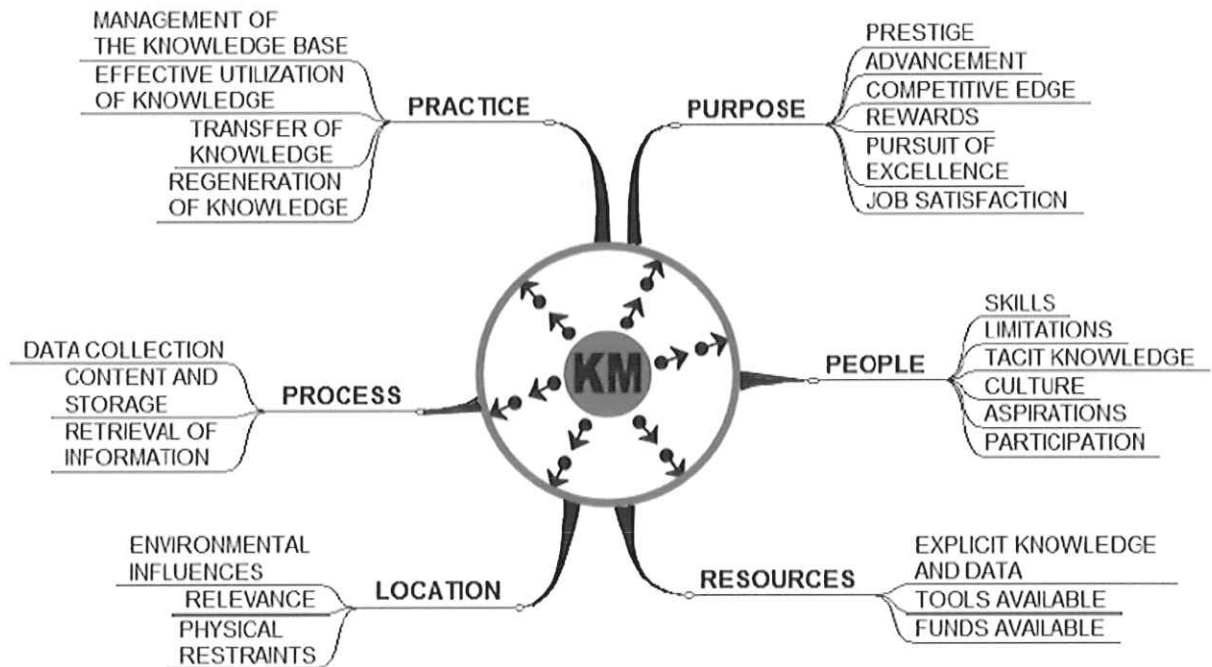 MANAGEMENT OF
THE KNOWLEDGE BASE
EFFECTIVE UTILIZATION
OF KNOWLEDGE
TRANSFER OF
KNOWLEDGE
REGENERATION
OF KNOWLEDGE
PRACTICE
PURPOSE
PRESTIGE
ADVANCEMENT
COMPETITIVE EDGE
REWARDS
PURSUIT OF
EXCELLENCE
JOB SATISFACTION
DATA COLLECTION
CONTENT AND
STORAGE
RETRIEVAL OF
INFORMATION
PROCESS
KM
PEOPLE
SKILLS
LIMITATIONS
TACIT KNOWLEDGE
CULTURE
ASPIRATIONS
PARTICIPATION
ENVIRONMENTAL
INFLUENCES
RELEVANCE
PHYSICAL
RESTRAINTS
LOCATION
RESOURCES
EXPLICIT KNOWLEDGE
AND DATA
TOOLS AVAILABLE
FUNDS AVAILABLE